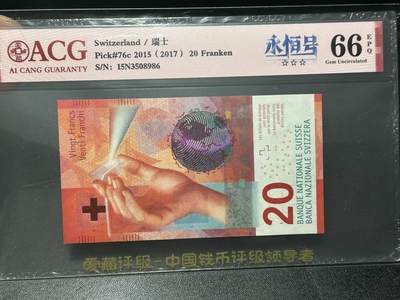 ACG
AI CANG GUARANTY
Switzerland / 瑞士
Pick#76c 2015 (2017) 20 Franken
S/N: 15N3508986
永恒号
☆☆☆
66 EPQ
Gem Uncirculated
Vingt Francs
Venti Franchi
20
BANQUE NATIONALE SUISSE
BANCA NAZIONALE SVIZZERA
爱藏评级-中国钱币评级领导者